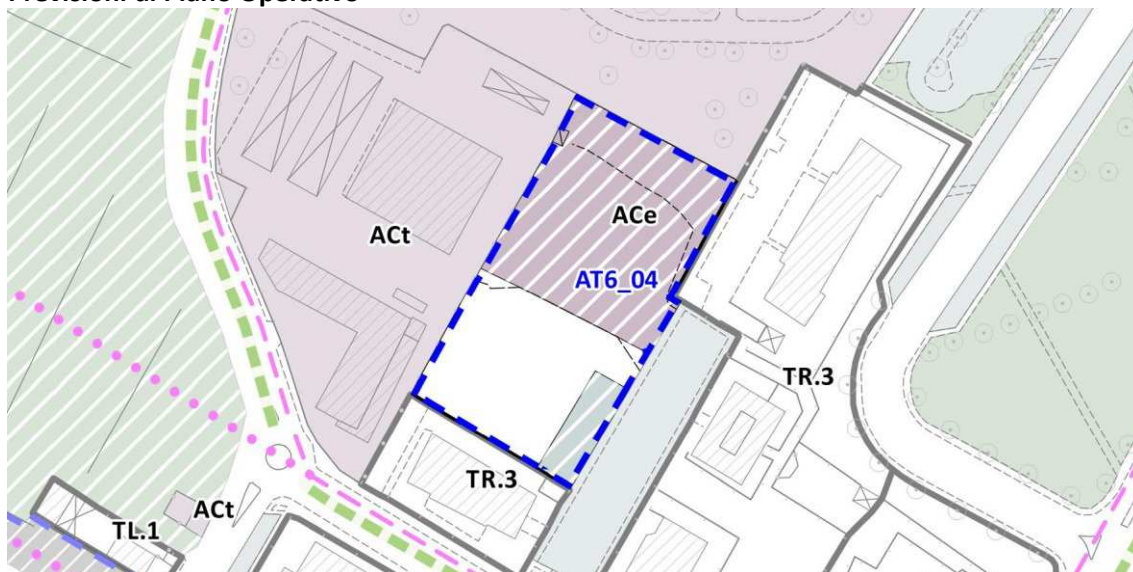 Previsioni di Piano Operativo
ACe
ACt
AT6_04
TR.3
TR.3
ACt
TL.1